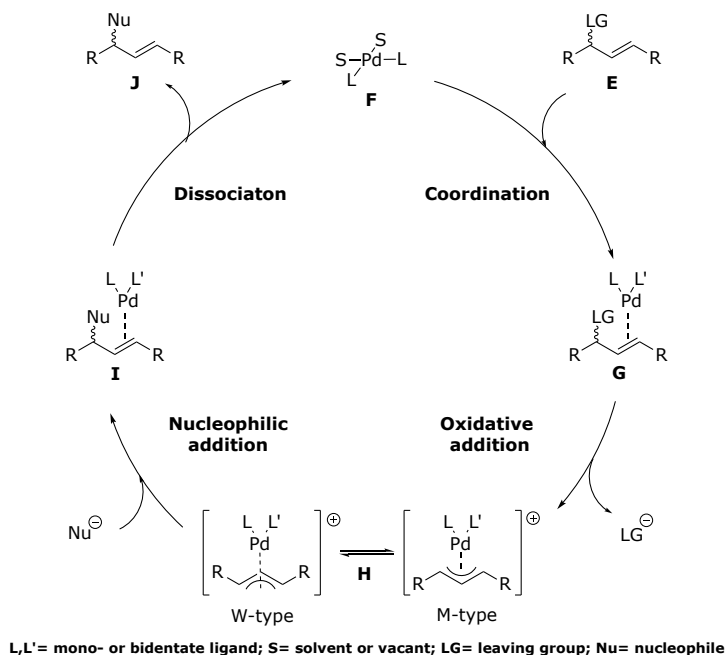 Nu
R R
J
S
S Pd L
L
F
LG
R R
E
Dissociaton
Coordination
L L'
Pd
Nu
R R
I
L L'
Pd
LG
R R
G
Nucleophilic
addition
Oxidative
addition
Nu⊖
L L'
Pd
R R
⊕
W-type
H
L L'
Pd
R R
⊕
M-type
LG⊖
L,L'= mono- or bidentate ligand; S= solvent or vacant; LG= leaving group; Nu= nucleophile